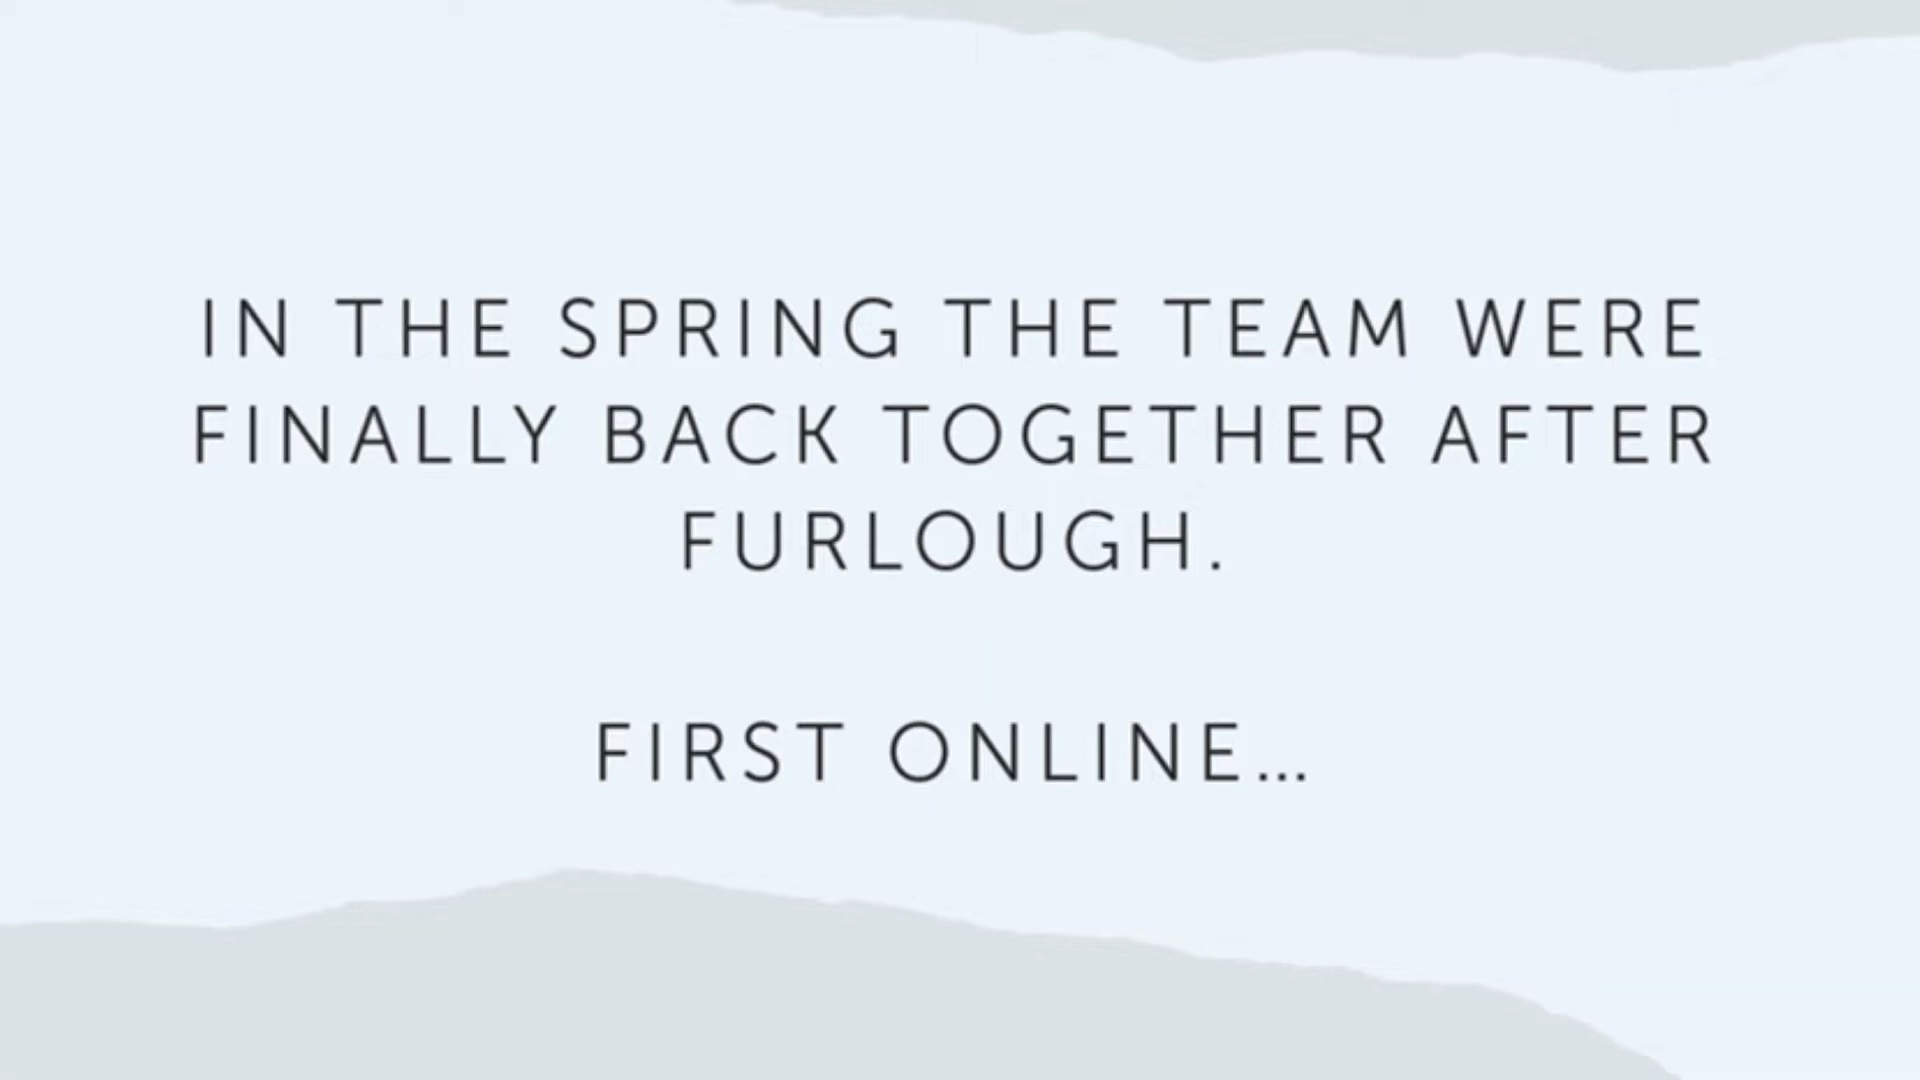 IN THE SPRING THE TEAM WERE
FINALLY BACK TOGETHER AFTER
FURLOUGH.
FIRST ONLINE...